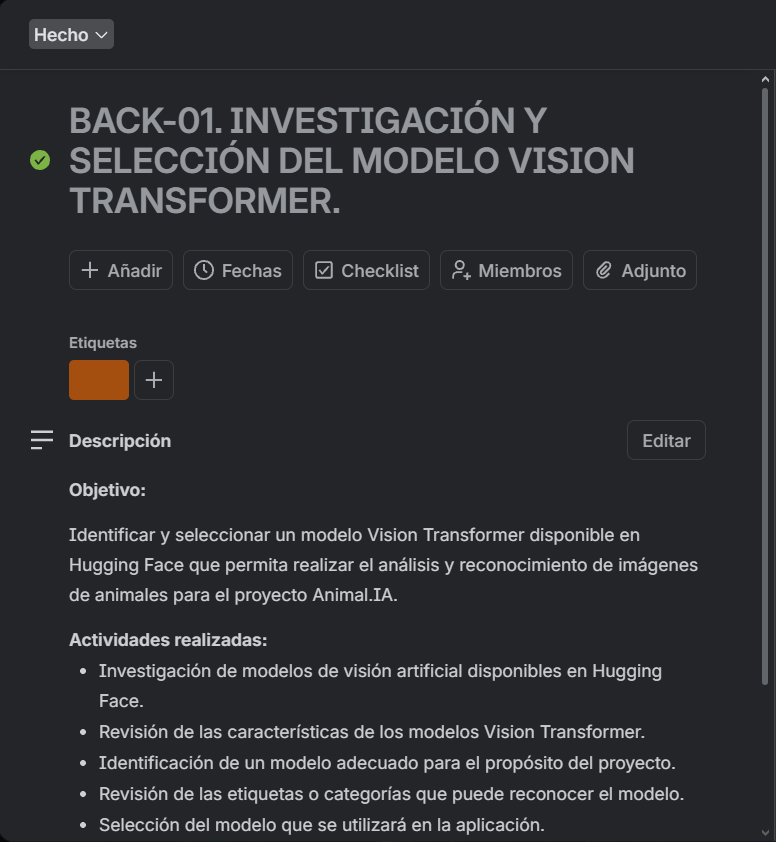 Hecho
BACK-01. INVESTIGACIÓN Y
SELECCIÓN DEL MODELO VISION
TRANSFORMER.
Añadir
Fechas
Checklist
Miembros
Adjunto
Etiquetas
Descripción
Editar
Objetivo:
Identificar y seleccionar un modelo Vision Transformer disponible en
Hugging Face que permita realizar el análisis y reconocimiento de imágenes
de animales para el proyecto Animal.IA.
Actividades realizadas:
Investigación de modelos de visión artificial disponibles en Hugging
Face.
Revisión de las características de los modelos Vision Transformer.
Identificación de un modelo adecuado para el propósito del proyecto.
Revisión de las etiquetas o categorías que puede reconocer el modelo.
Selección del modelo que se utilizará en la aplicación.